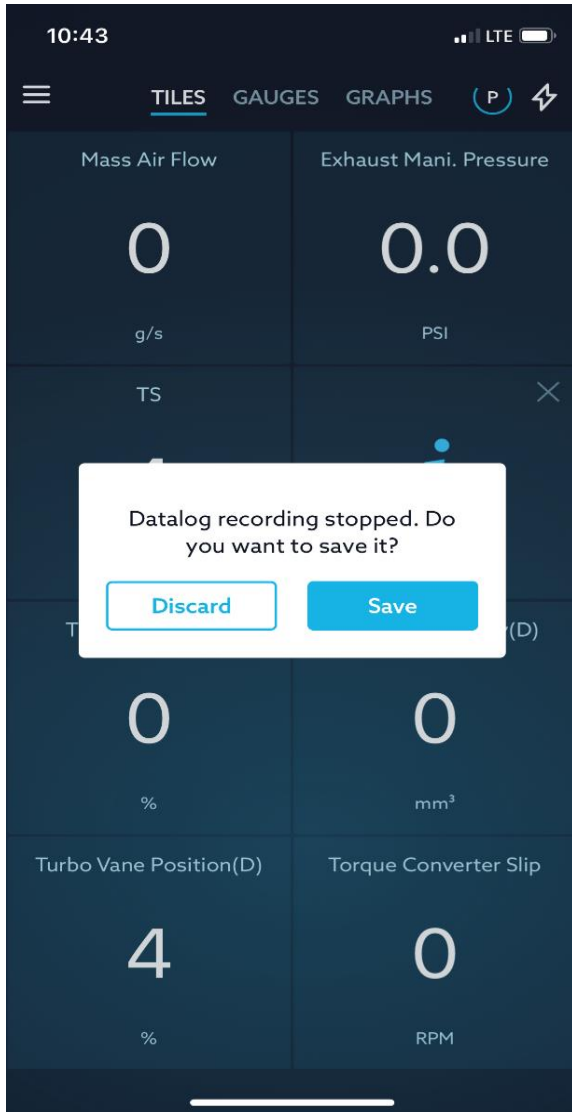 10:43 LTE
TILES GAUGES GRAPHS P
Mass Air Flow Exhaust Mani. Pressure
0 0.0
g/s PSI
TS
Datalog recording stopped. Do
you want to save it?
Discard Save
T (D)
0 0
% mm³
Turbo Vane Position(D) Torque Converter Slip
4 0
% RPM